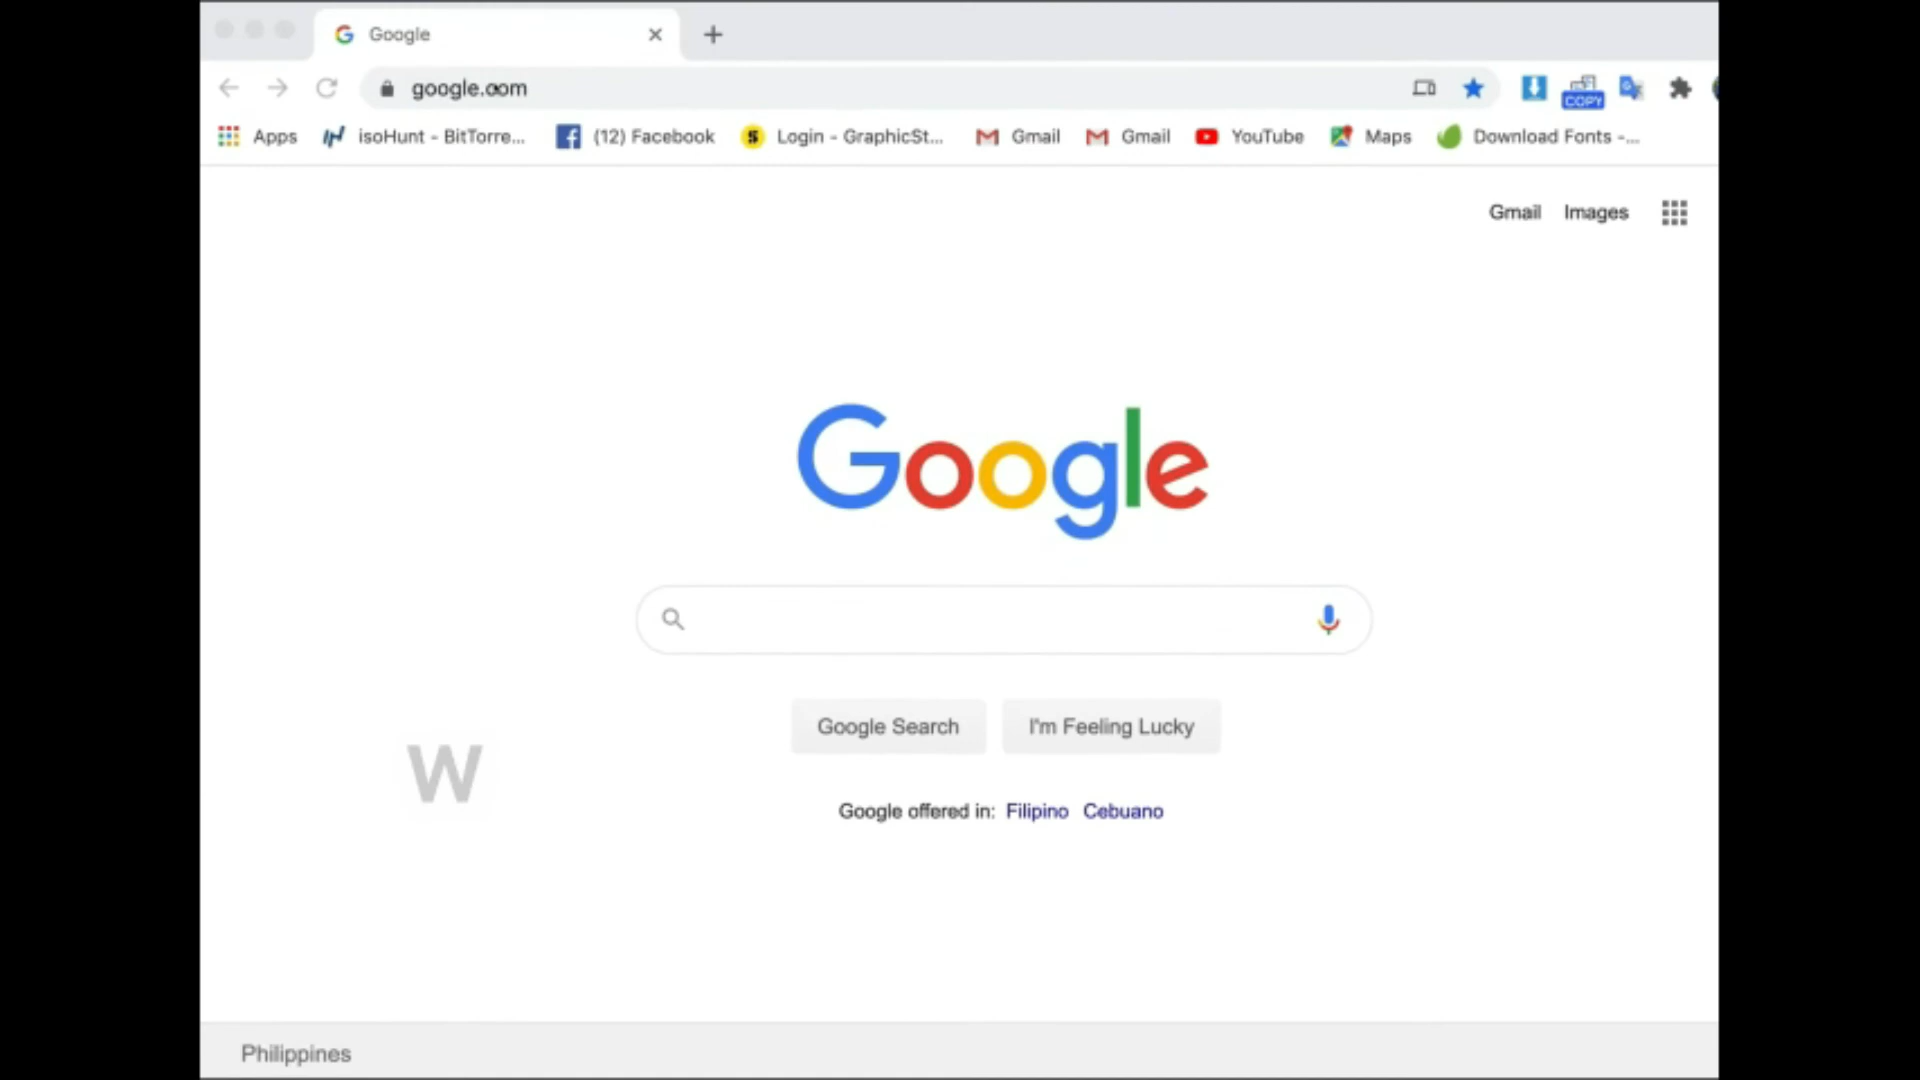 Google
google.com
COPY
Apps isoHunt - BitTorre... (12) Facebook Login - GraphicSt... Gmail Gmail YouTube Maps Download Fonts -...
Gmail Images
Google
Google Search I'm Feeling Lucky
W
Google offered in: Filipino Cebuano
Philippines